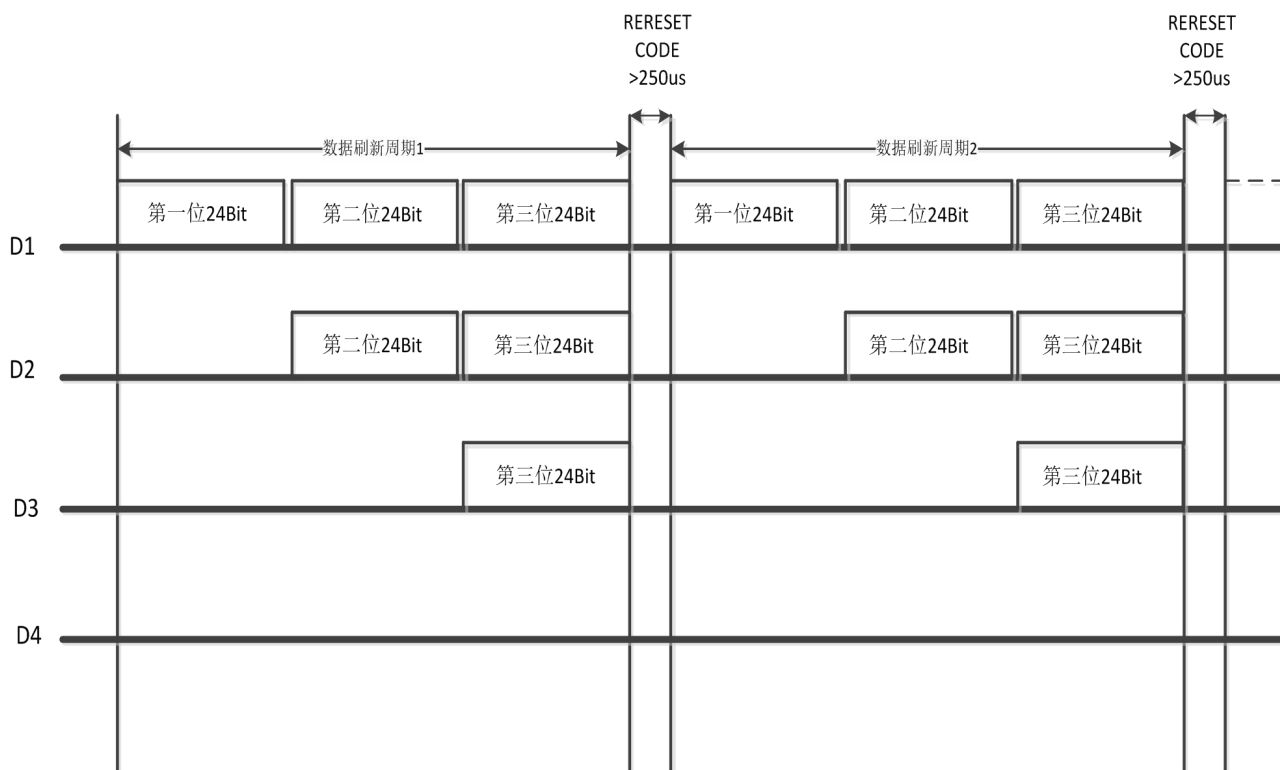 RERESET
CODE
>250us
RERESET
CODE
>250us
数据刷新周期1
数据刷新周期2
D1
第一位24Bit
第二位24Bit
第三位24Bit
第一位24Bit
第二位24Bit
第三位24Bit
D2
第二位24Bit
第三位24Bit
第二位24Bit
第三位24Bit
D3
第三位24Bit
第三位24Bit
D4